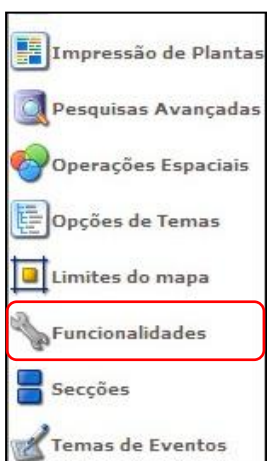 Impressão de Plantas
Pesquisas Avançadas
Operações Espaciais
Opções de Temas
Limites do mapa
Funcionalidades
Secções
Temas de Eventos